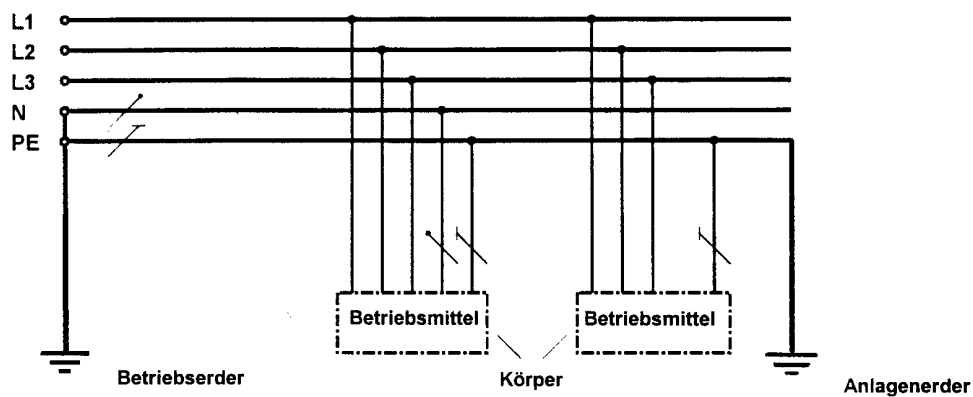 L1
L2
L3
N
PE
Betriebsmittel
Betriebsmittel
Betriebserder
Körper
Anlagenerder